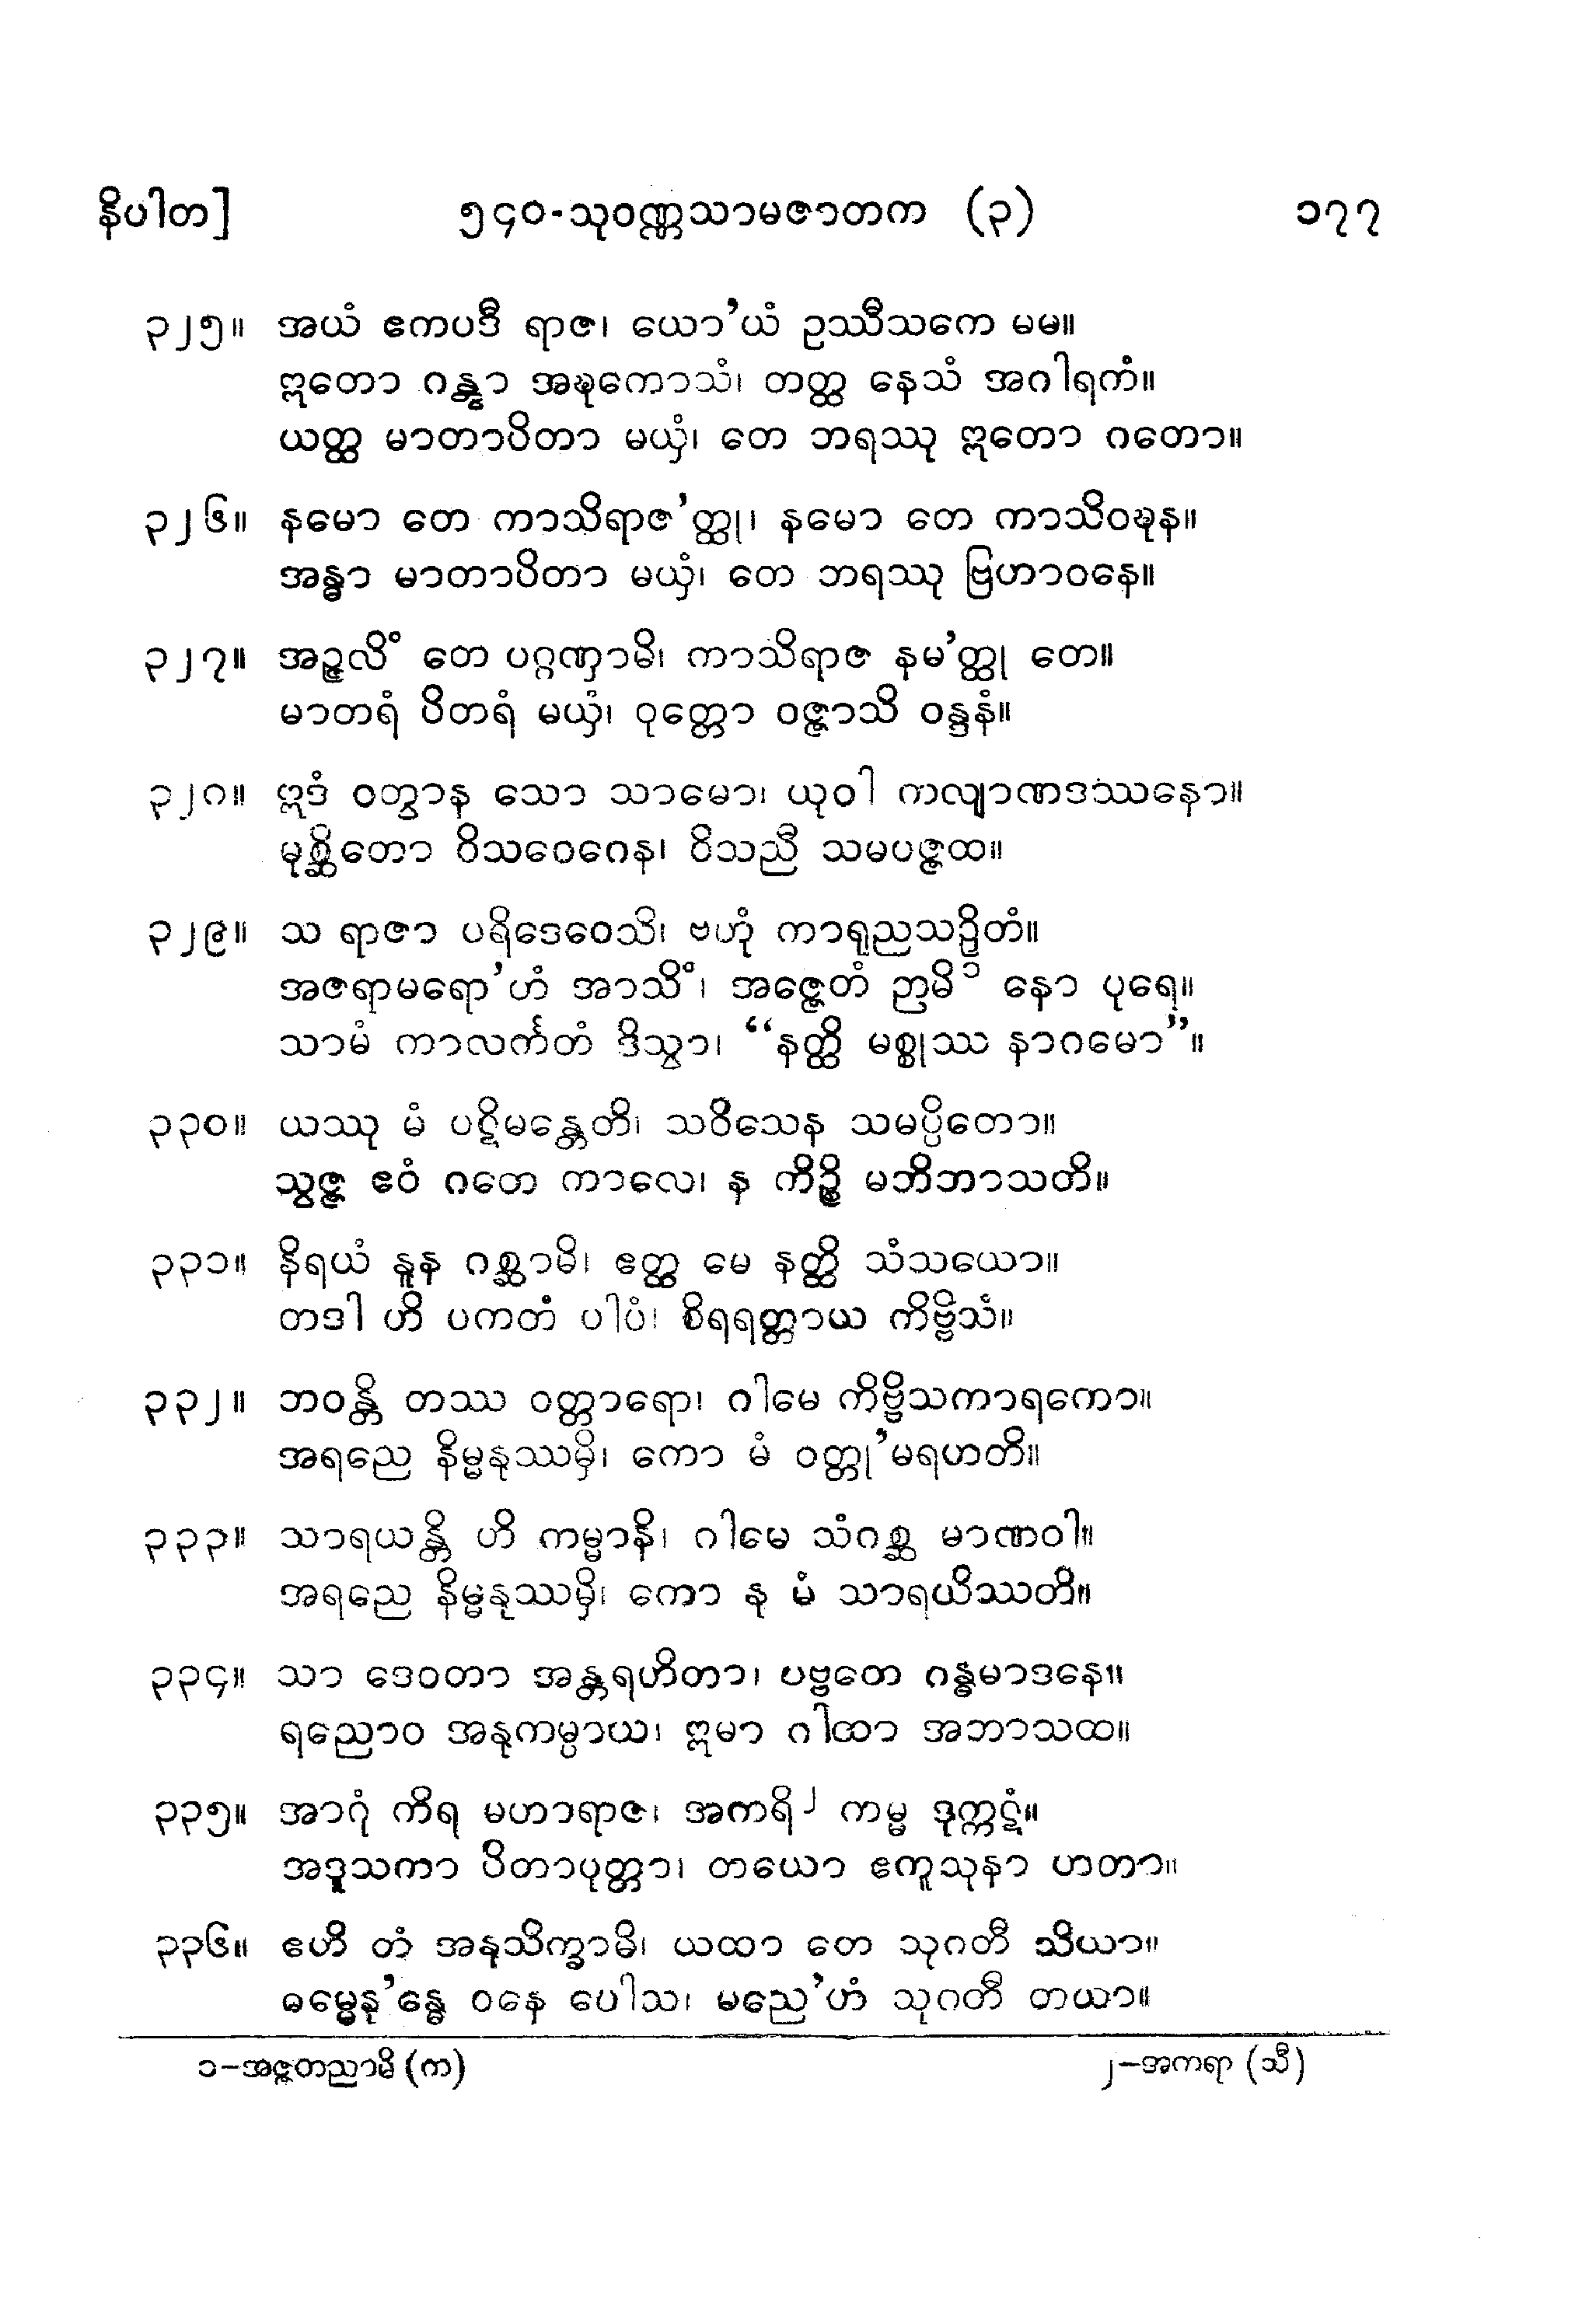 နိပါတ] ၅၄၀-သုဝဏ္ဏသာမဇာတက (၃) ၁၇၇
၃၂၅။ အယံ ဧကပဒီ ရာဇ၊ ယော’ယံ ဥဿီသကေ မမ။
ဣတော ဂန္တွာ အဍ္ဎကောသံ၊ တတ္ထ နေသံ အဂါရကံ။
ယတ္ထ မာတာပိတာ မယှံ၊ တေ ဘရဿု ဣတော ဂတော။
၃၂၆။ နမော တေ ကာသိရာဇ’တ္ထု၊ နမော တေ ကာသိဝဍ္ဎန။
အန္ဓာ မာတာပိတာ မယှံ၊ တေ ဘရဿု ဗြဟာဝနေ။
၃၂၇။ အဉ္ဇလိံ တေ ပဂ္ဂဏှာမိ၊ ကာသိရာဇ နမ’တ္ထု တေ။
မာတရံ ပိတရံ မယှံ၊ ဝုတ္တော ဝဇ္ဇာသိ ဝန္ဒနံ။
၃၂၈။ ဣဒံ ဝတွာန သော သာမော၊ ယုဝါ ကလျာဏဒဿနော။
မုစ္ဆိတော ဝိသဝေဂေန၊ ဝိသညီ သမပဇ္ဇထ။
၃၂၉။ သ ရာဇာ ပရိဒေဝေသိ၊ ဗဟုံ ကာရုညသဉှိတံ။
အဇရာမရော’ဟံ အာသိံ၊ အဇ္ဇေတံ ဉာမိ ၁ နော ပုရေ။
သာမံ ကာလင်္ကတံ ဒိသွာ၊ “နတ္ထိ မစ္စုဿ နာဂမော”။
၃၃၀။ ယဿု မံ ပဋိမန္တေတိ၊ သဝိသေန သမပ္ပိတော။
သွဇ္ဇ ဧဝံ ဂတေ ကာလေ၊ န ကိဉ္စိ မဘိဘာသတိ။
၃၃၁။ နိရယံ နူန ဂစ္ဆာမိ၊ ဧတ္ထ မေ နတ္ထိ သံသယော။
တဒါ ဟိ ပကတံ ပါပံ၊ စိရရတ္တာယ ကိဗ္ဗိသံ။
၃၃၂။ ဘဝန္တိ တဿ ဝတ္တာရော၊ ဂါမေ ကိဗ္ဗိသကာရကော။
အရညေ နိမ္မနုဿမှိ၊ ကော မံ ဝတ္တု’မရဟတိ။
၃၃၃။ သာရယန္တိ ဟိ ကမ္မာနိ၊ ဂါမေ သံဂစ္ဆ မာဏဝါ။
အရညေ နိမ္မနုဿမှိ၊ ကော နု မံ သာရယိဿတိ။
၃၃၄။ သာ ဒေဝတာ အန္တရဟိတာ၊ ပဗ္ဗတေ ဂန္ဓမာဒနေ။
ရညောဝ အနုကမ္ပာယ၊ ဣမာ ဂါထာ အဘာသထ။
၃၃၅။ အာဂုံ ကိရ မဟာရာဇ၊ အကရိ ၂ ကမ္မ ဒုက္ကဋံ။
အဒူသကာ ပိတာပုတ္တာ၊ တယော ဧကူသုနာ ဟတာ။
၃၃၆။ ဧဟိ တံ အနုသိက္ခာမိ၊ ယထာ တေ သုဂတိ သိယာ။
ဓမ္မေနု’န္ဓေ ဝနေ ပေါသ၊ မညေ’ဟံ သုဂတိ တယာ။
၁-အဇ္ဇတညာမိ (က) ၂-အကရာ (သီ)